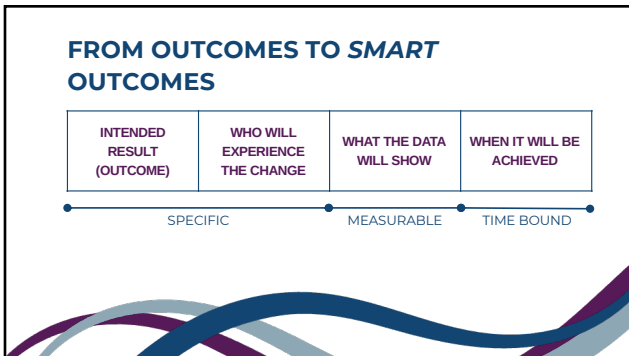 FROM OUTCOMES TO SMART
OUTCOMES
INTENDED
RESULT
(OUTCOME)
WHO WILL
EXPERIENCE
THE CHANGE
WHAT THE DATA
WILL SHOW
WHEN IT WILL BE
ACHIEVED
SPECIFIC
MEASURABLE
TIME BOUND